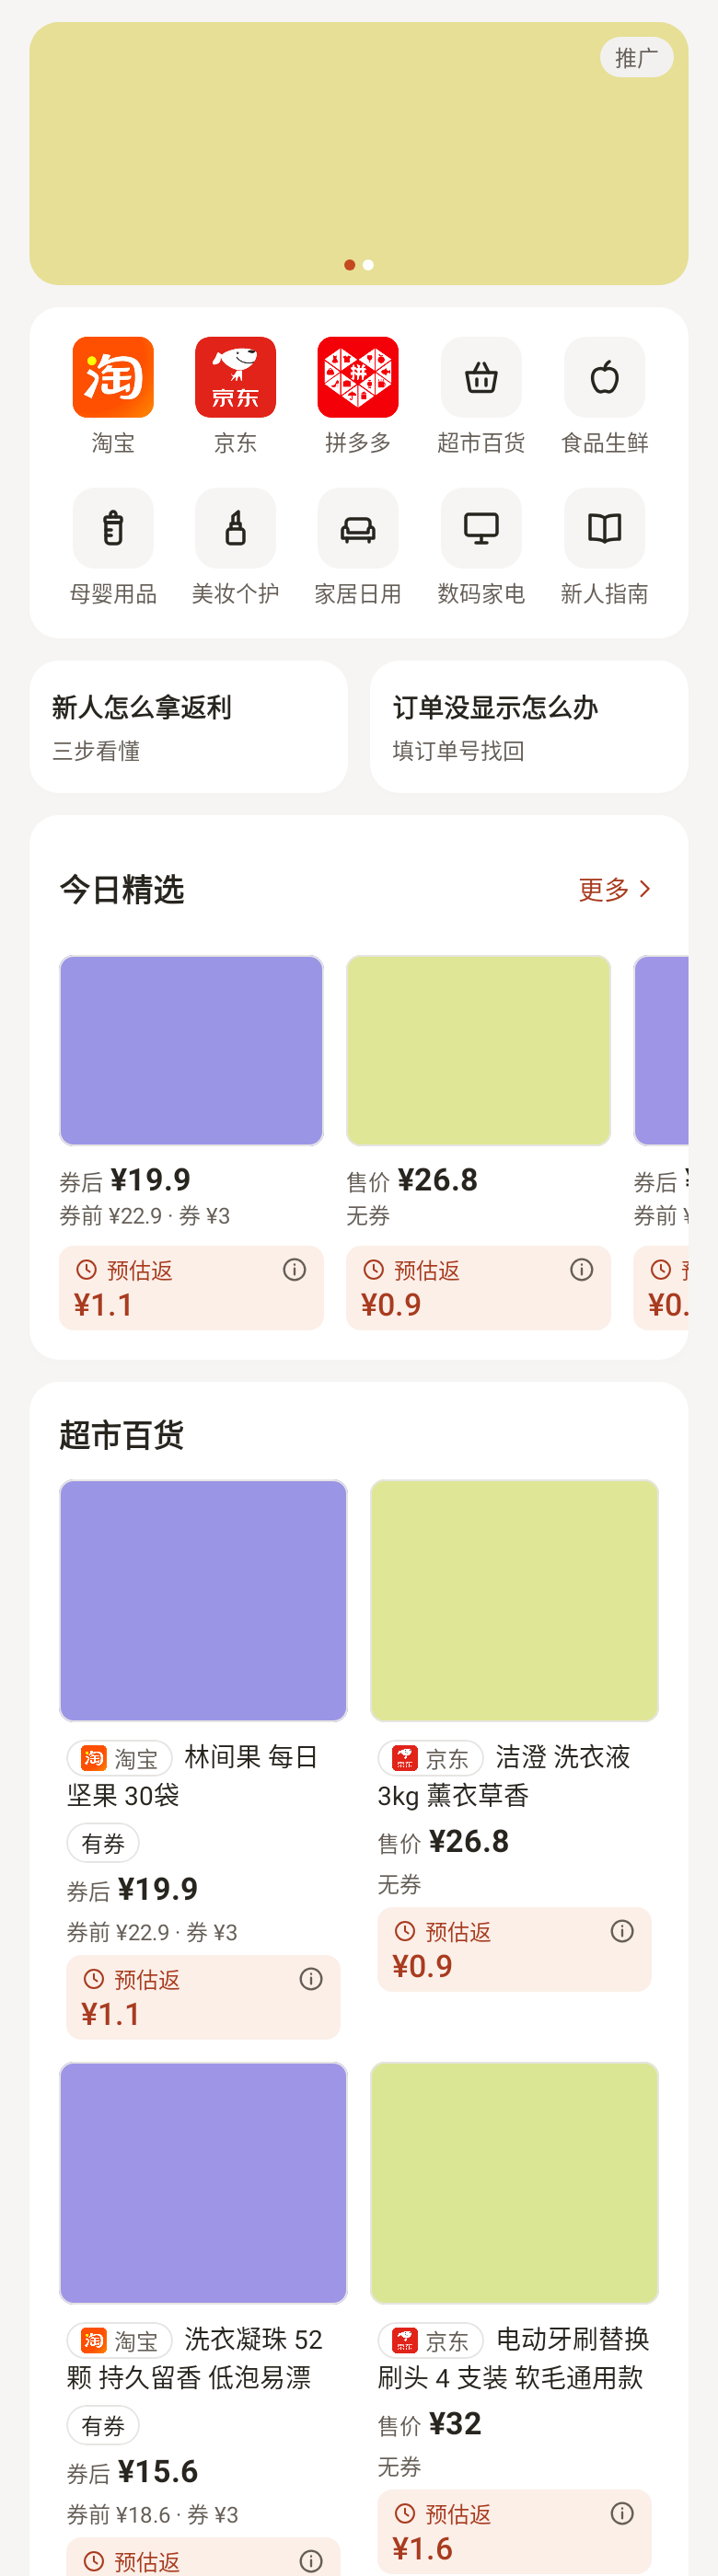 推广
淘
京东
拼
淘宝 京东 拼多多 超市百货 食品生鲜
母婴用品 美妆个护 家居日用 数码家电 新人指南
新人怎么拿返利
三步看懂
订单没显示怎么办
填订单号找回
今日精选
更多
券后 ¥19.9
券前 ¥22.9 · 券 ¥3
预估返
¥1.1
售价 ¥26.8
无券
预估返
¥0.9
券后
券前
¥0.
超市百货
淘 淘宝 林间果 每日
坚果 30袋
有券
券后 ¥19.9
券前 ¥22.9 · 券 ¥3
预估返
¥1.1
京东 京东 洁澄 洗衣液
3kg 薰衣草香
售价 ¥26.8
无券
预估返
¥0.9
淘 淘宝 洗衣凝珠 52
颗 持久留香 低泡易漂
有券
券后 ¥15.6
券前 ¥18.6 · 券 ¥3
预估返
京东 京东 电动牙刷替换
刷头 4 支装 软毛通用款
售价 ¥32
无券
预估返
¥1.6